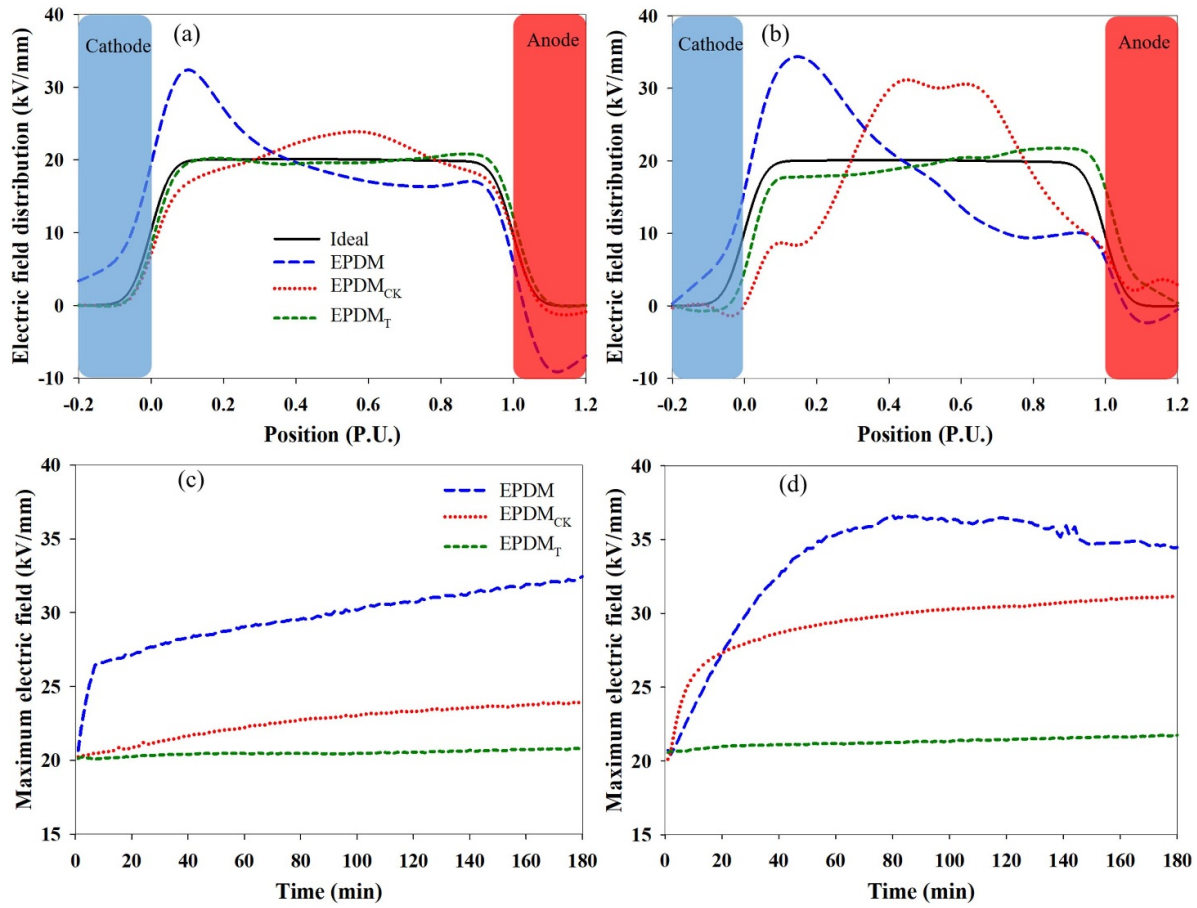 (a)
Cathode
Anode
Electric field distribution (kV/mm)
40
30
20
10
0
-10
Ideal
EPDM
EPDM_CK
EPDM_T
-0.2 0.0 0.2 0.4 0.6 0.8 1.0 1.2
Position (P.U.)
(b)
Cathode
Anode
Electric field distribution (kV/mm)
40
30
20
10
0
-10
-0.2 0.0 0.2 0.4 0.6 0.8 1.0 1.2
Position (P.U.)
(c)
Maximum electric field (kV/mm)
40
35
30
25
20
15
EPDM
EPDM_CK
EPDM_T
0 20 40 60 80 100 120 140 160 180
Time (min)
(d)
Maximum electric field (kV/mm)
40
35
30
25
20
15
0 20 40 60 80 100 120 140 160 180
Time (min)